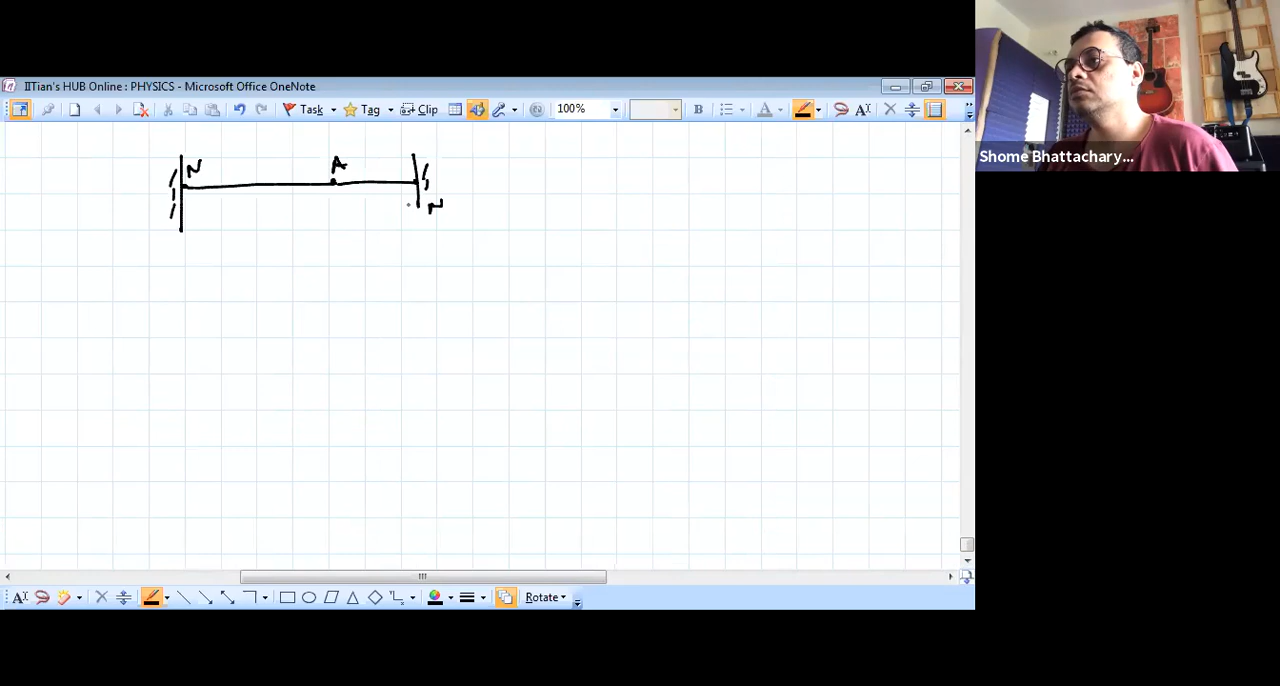 IITian's HUB Online : PHYSICS - Microsoft Office OneNote
Task
Tag
Clip
100%
B
A
N
A
N
Rotate
Shome Bhattachary...